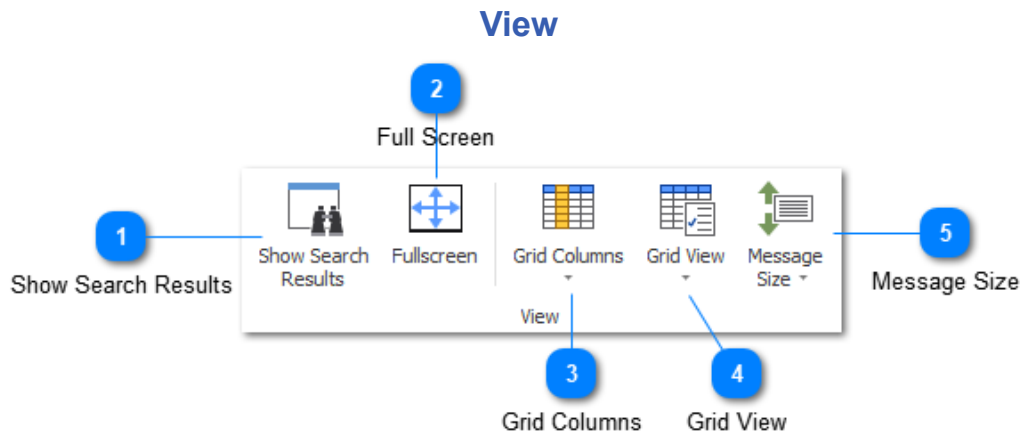 View
2
Full Screen
1
Show Search Results
Show Search
Results
Fullscreen
Grid Columns
Grid View
Message
Size
View
5
Message Size
3
Grid Columns
4
Grid View